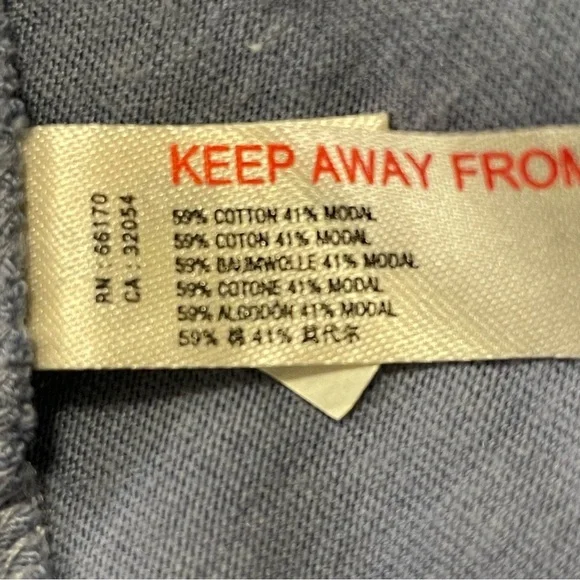 KEEP AWAY FROM
RN : 66170
CA : 32054
59% COTTON 41% MODAL
59% COTON 41% MODAL
59% BAUMWOLLE 41% MODAL
59% COTONE 41% MODAL
59% ALGODÓN 41% MODAL
59% 棉 41% 莫代尔